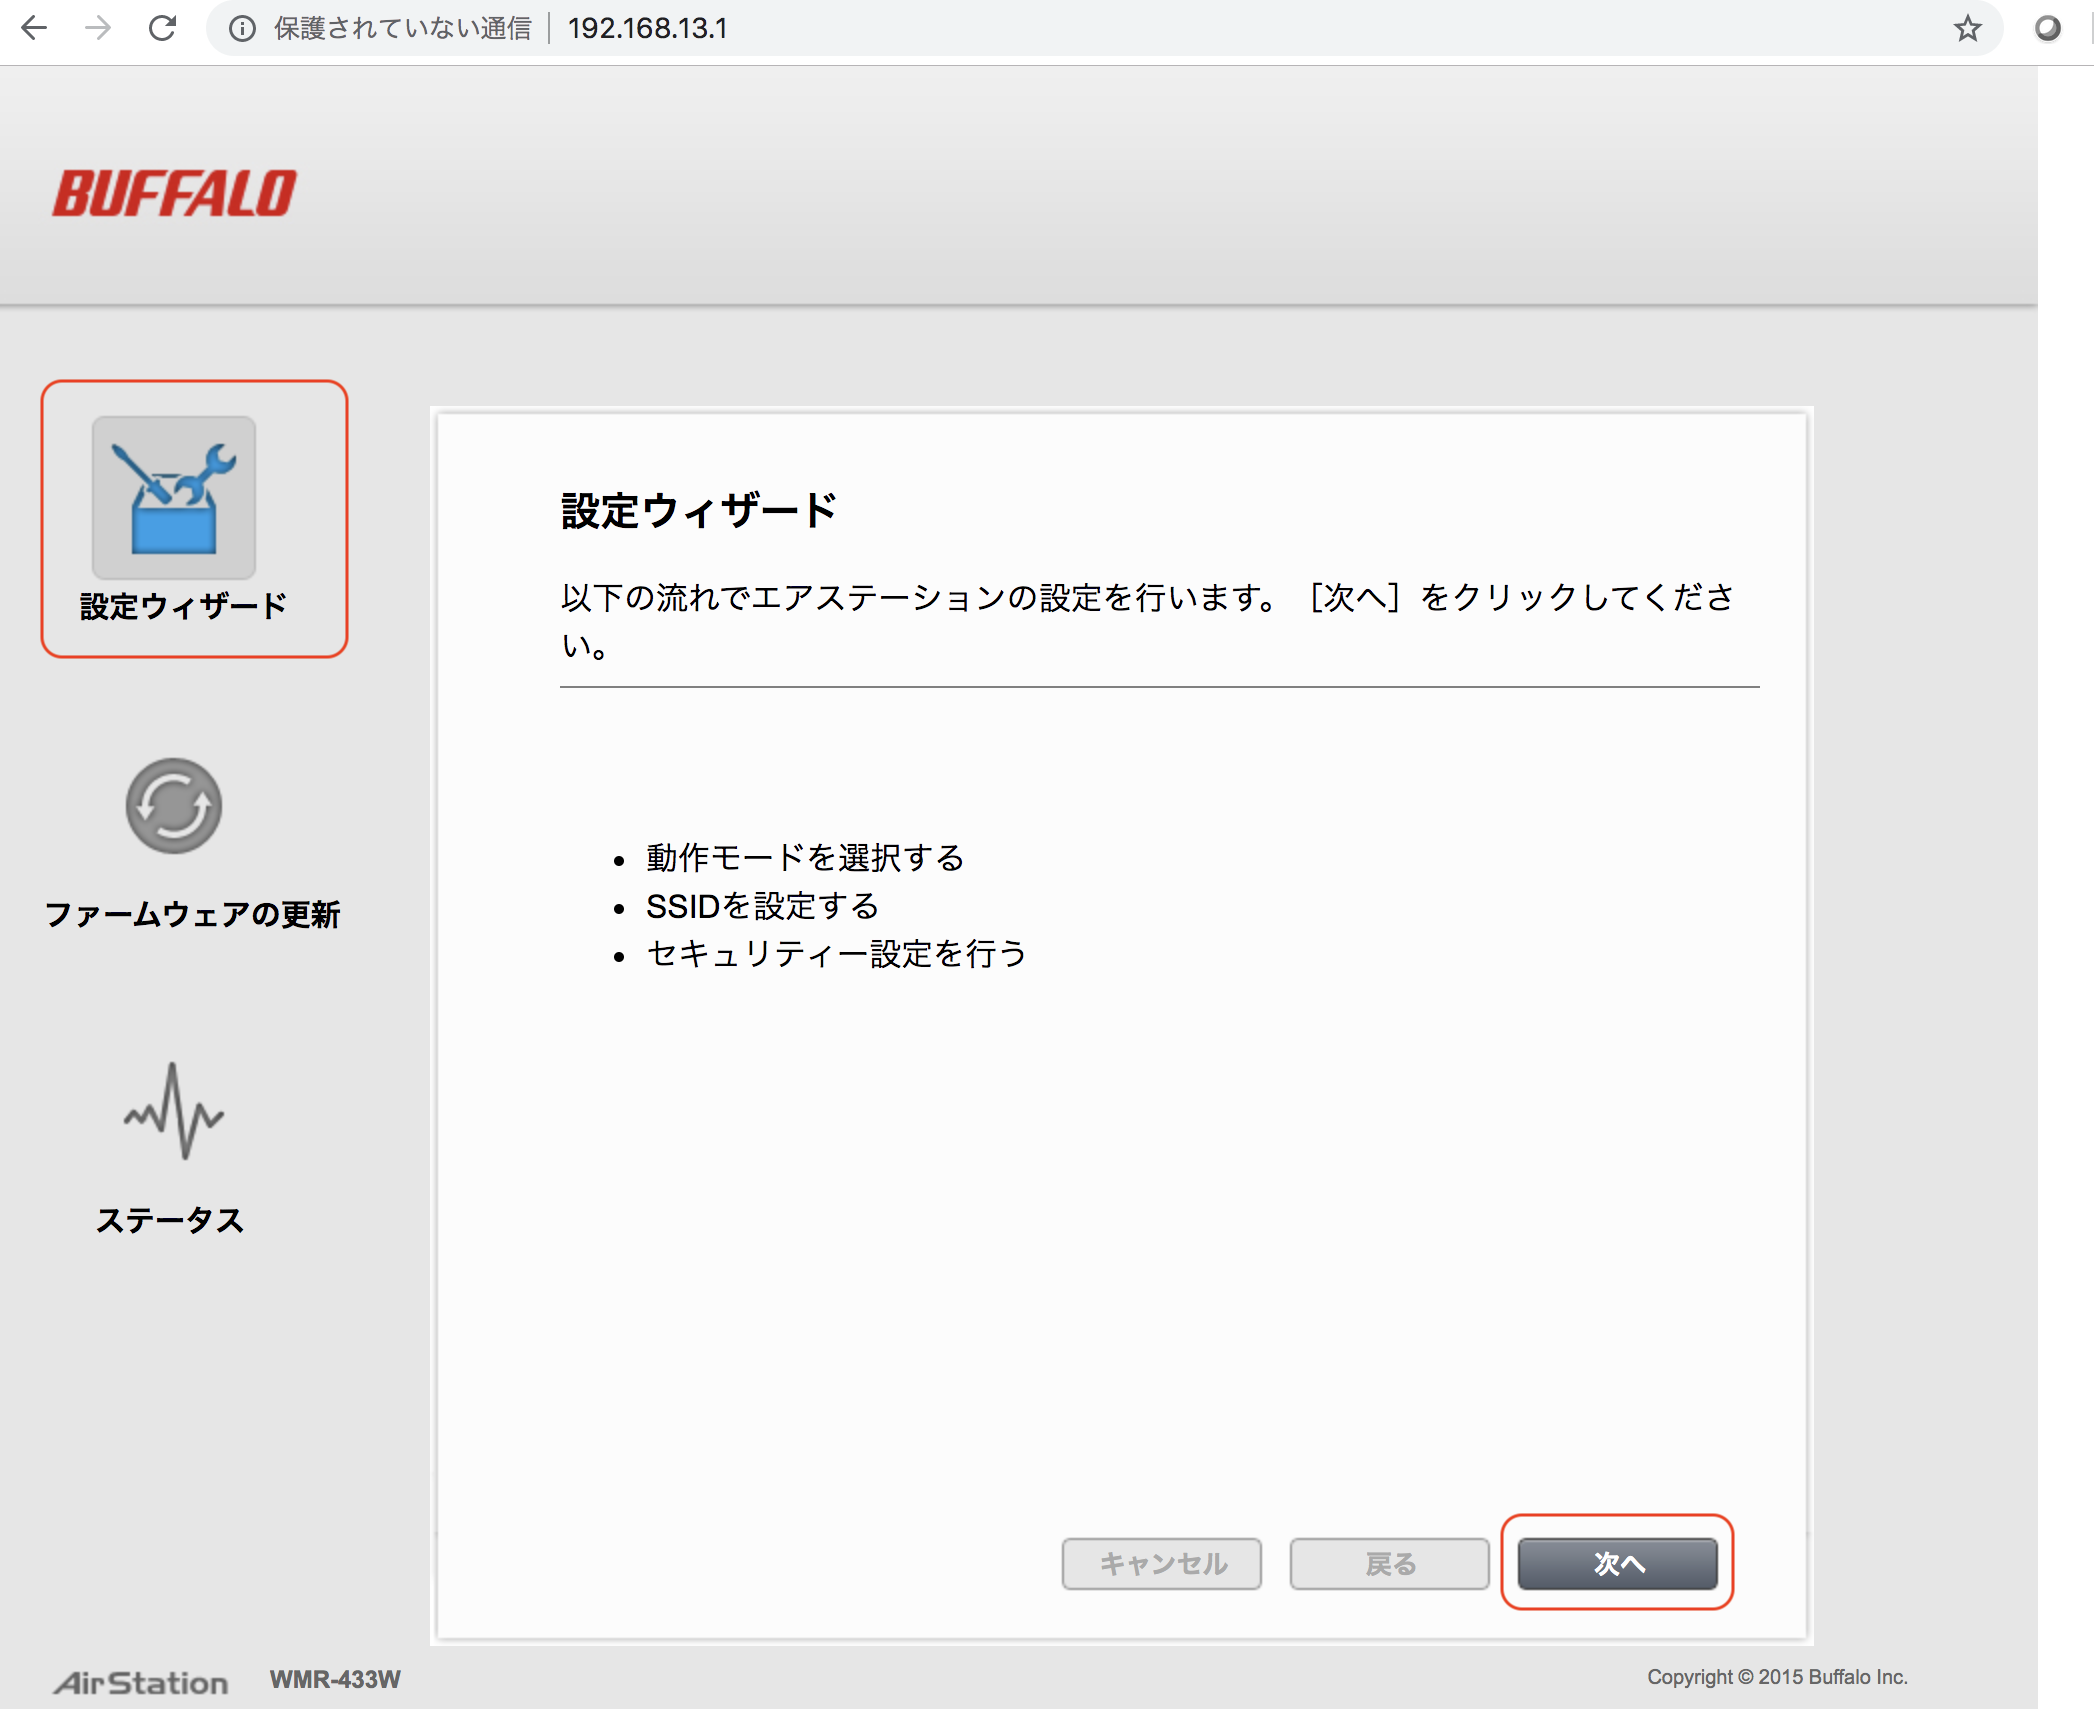 保護されていない通信 | 192.168.13.1
BUFFALO
設定ウィザード
ファームウェアの更新
ステータス
設定ウィザード
以下の流れでエアステーションの設定を行います。［次へ］をクリックしてくださ
い。
• 動作モードを選択する
• SSIDを設定する
• セキュリティー設定を行う
キャンセル 戻る 次へ
AirStation WMR-433W Copyright © 2015 Buffalo Inc.